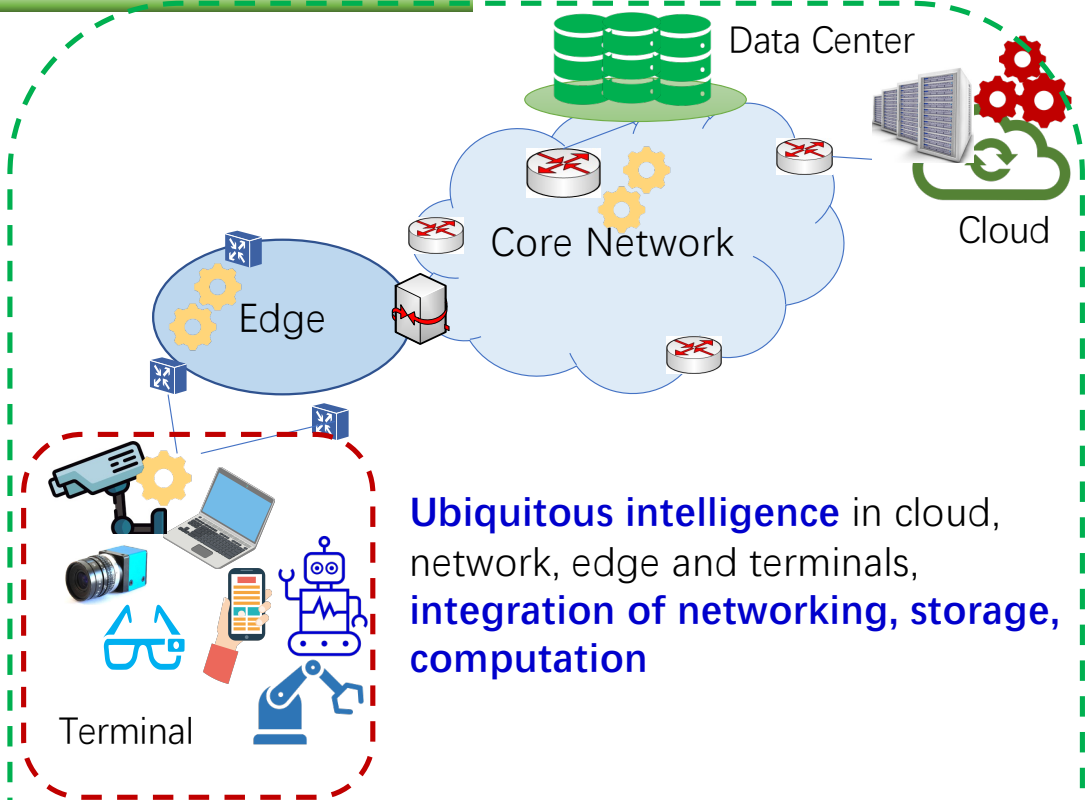 Data Center
Cloud
Core Network
Edge
Ubiquitous intelligence in cloud,
network, edge and terminals,
integration of networking, storage,
computation
Terminal